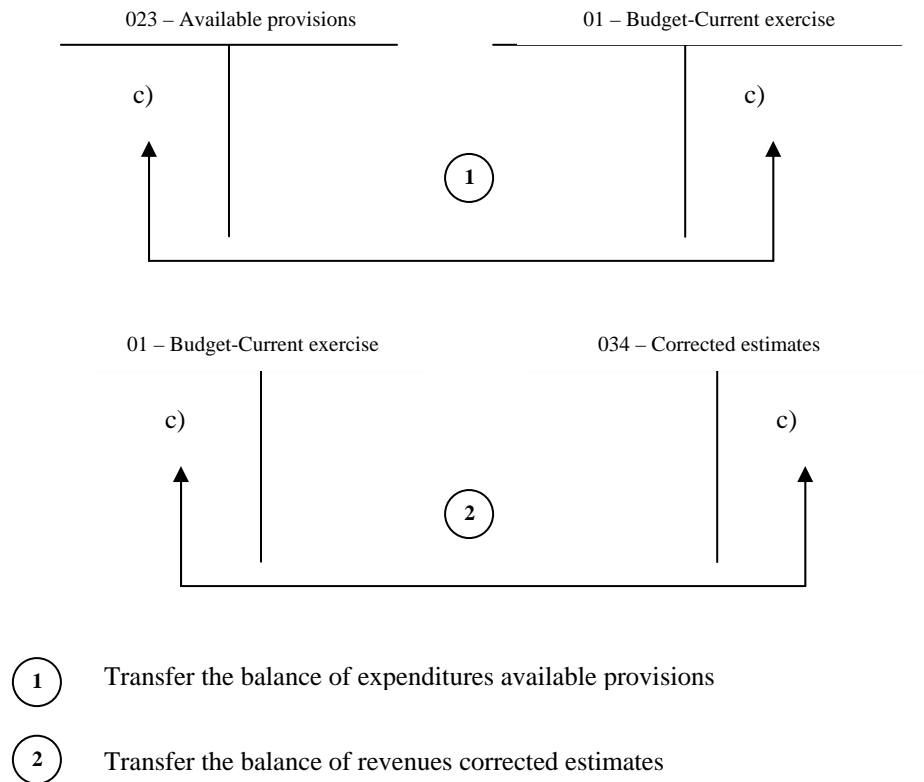 023 – Available provisions
01 – Budget-Current exercise
c)
c)
1
01 – Budget-Current exercise
034 – Corrected estimates
c)
c)
2
1 Transfer the balance of expenditures available provisions
2 Transfer the balance of revenues corrected estimates